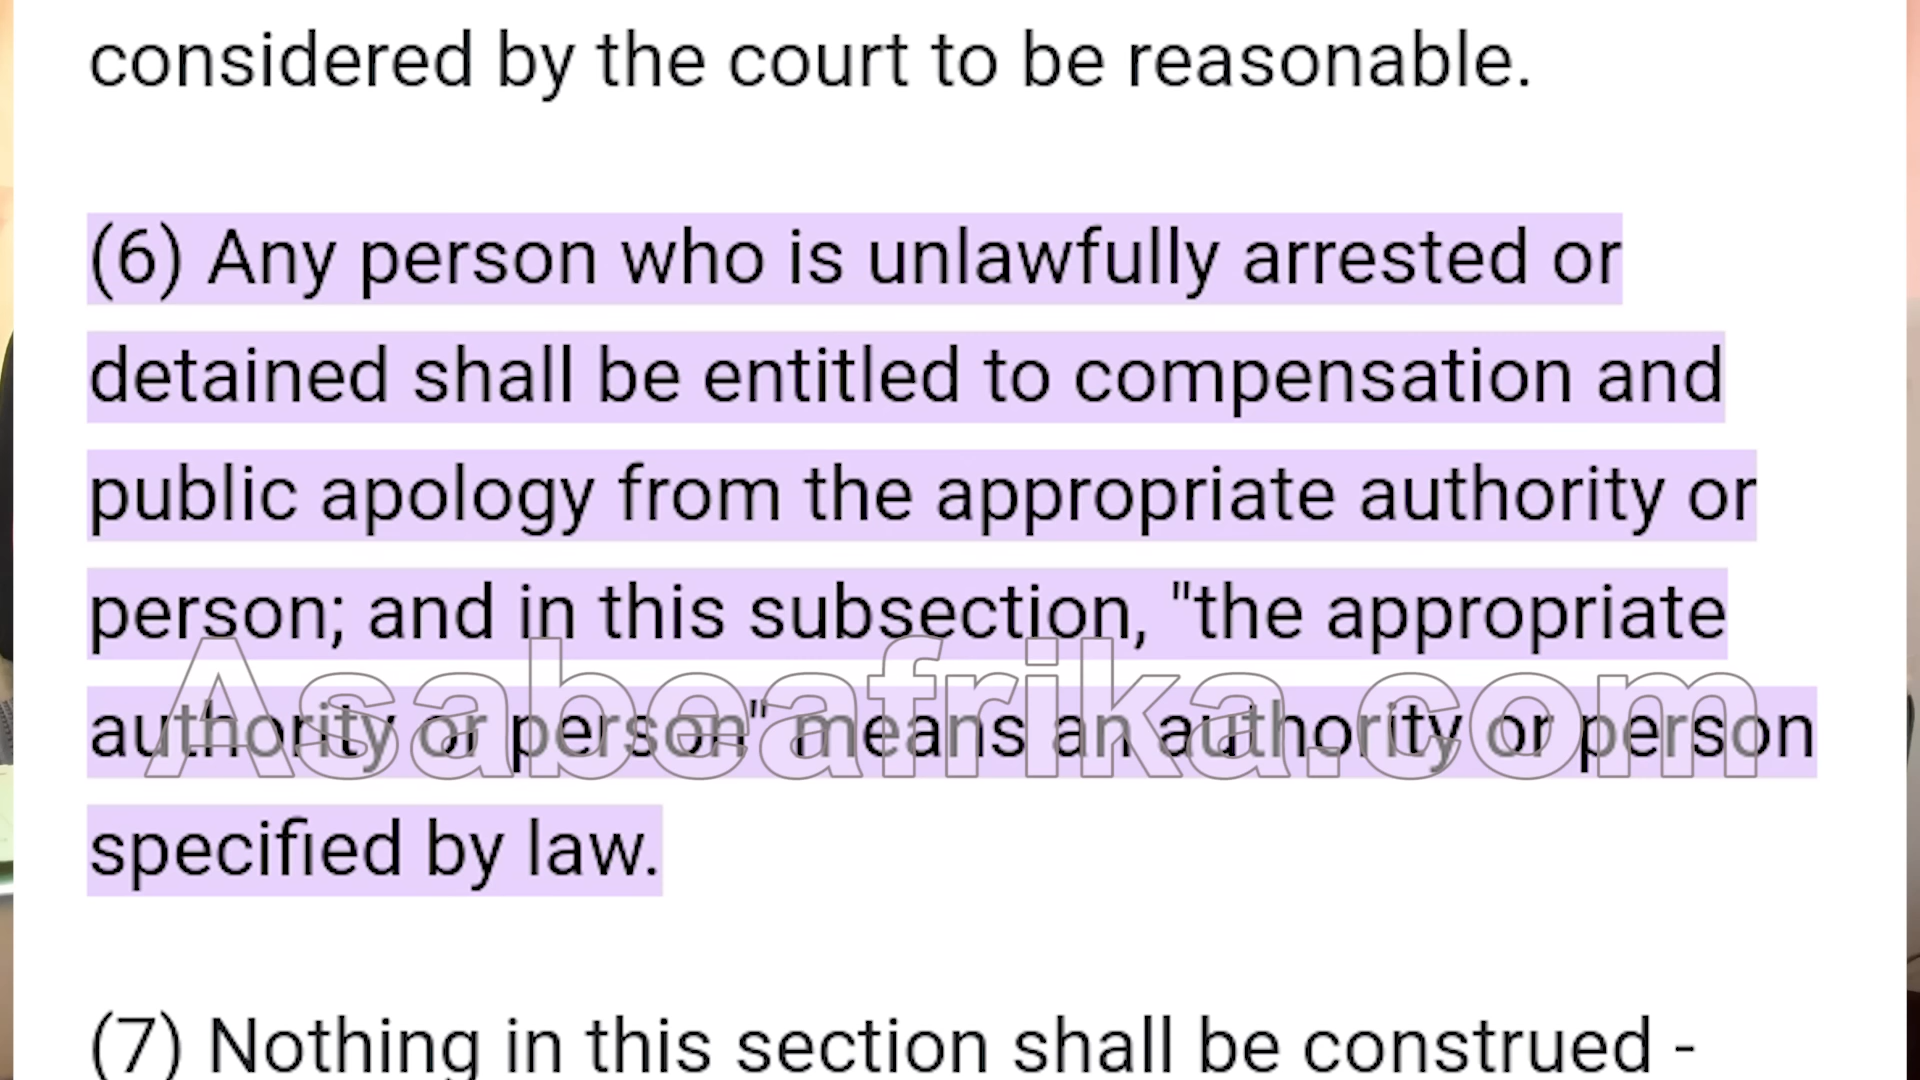 considered by the court to be reasonable.
(6) Any person who is unlawfully arrested or
detained shall be entitled to compensation and
public apology from the appropriate authority or
person; and in this subsection, "the appropriate
authority or person" means an authority or person
specified by law.
Asabeafrika.com
(7) Nothing in this section shall be construed -